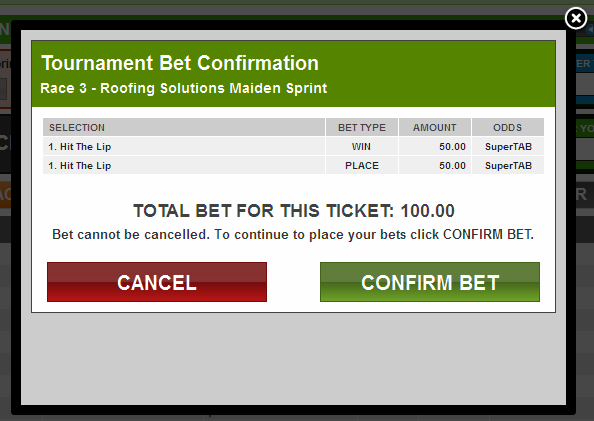 Tournament Bet Confirmation
Race 3 - Roofing Solutions Maiden Sprint
SELECTION BET TYPE AMOUNT ODDS
1. Hit The Lip WIN 50.00 SuperTAB
1. Hit The Lip PLACE 50.00 SuperTAB
TOTAL BET FOR THIS TICKET: 100.00
Bet cannot be cancelled. To continue to place your bets click CONFIRM BET.
CANCEL CONFIRM BET